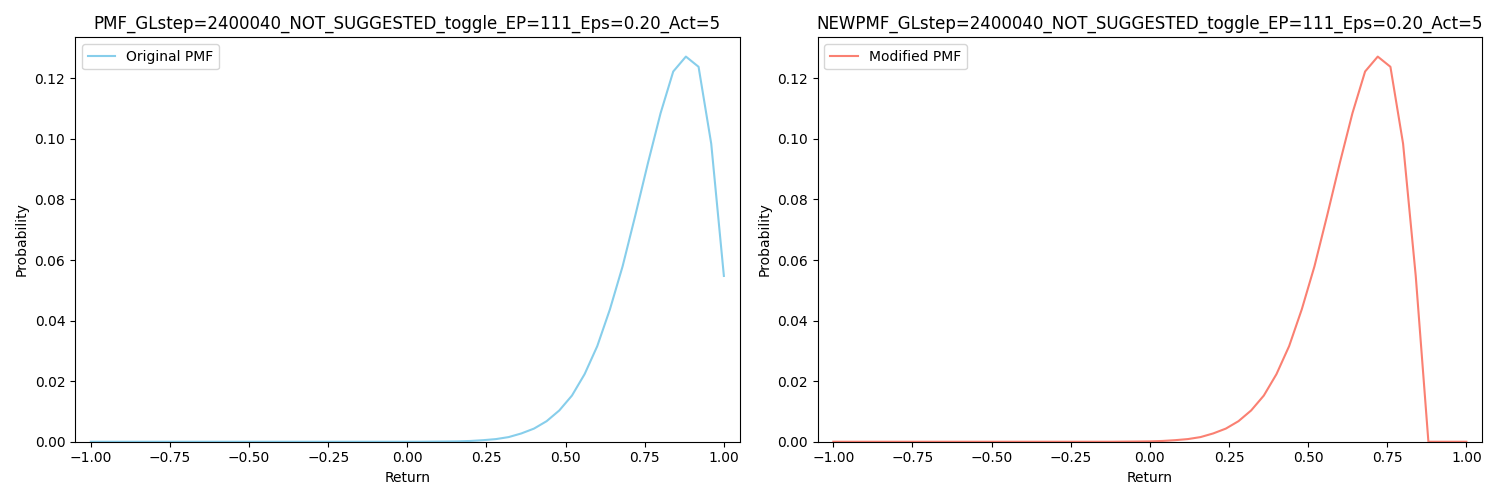 PMF_GLstep=2400040_NOT_SUGGESTED_toggle_EP=111_Eps=0.20_Act=5
Original PMF
Probability
0.12
0.10
0.08
0.06
0.04
0.02
0.00
−1.00 −0.75 −0.50 −0.25 0.00 0.25 0.50 0.75 1.00
Return
NEWPMF_GLstep=2400040_NOT_SUGGESTED_toggle_EP=111_Eps=0.20_Act=5
Modified PMF
Probability
0.12
0.10
0.08
0.06
0.04
0.02
0.00
−1.00 −0.75 −0.50 −0.25 0.00 0.25 0.50 0.75 1.00
Return